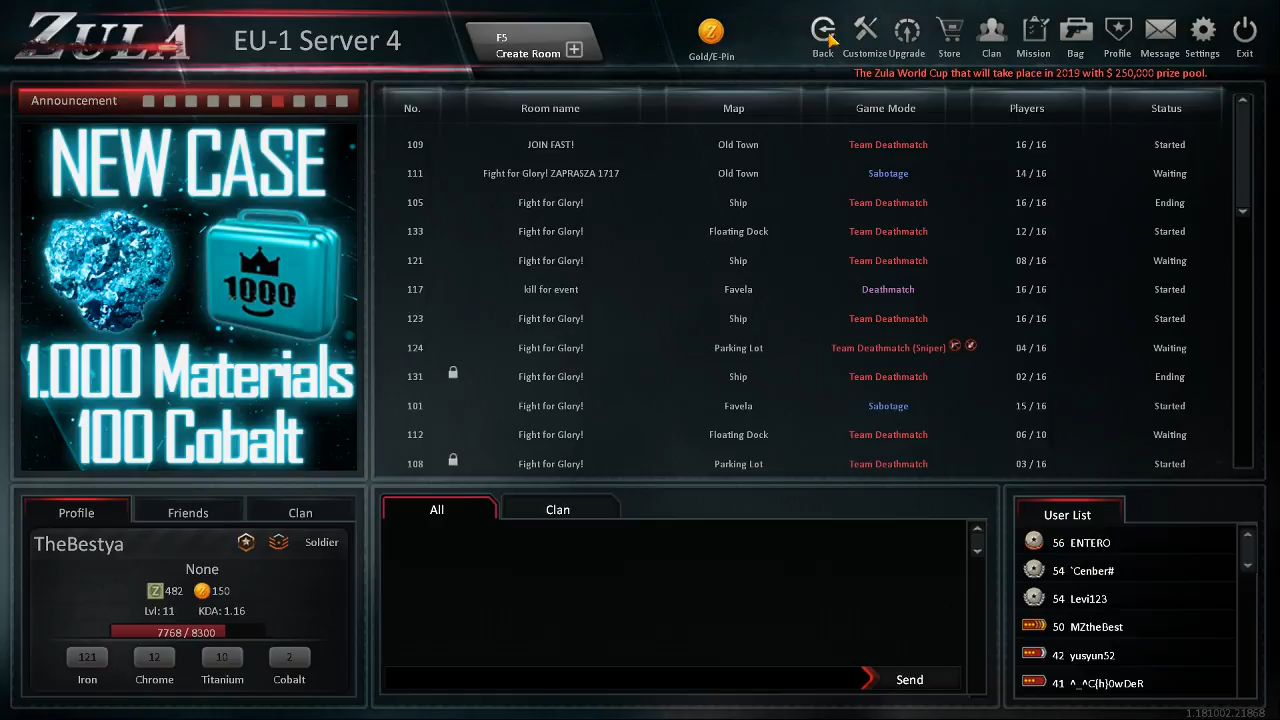 ZULA
EU-1 Server 4
F5
Create Room
Gold/E-Pin
Back
Customize
Upgrade
Store
Clan
Mission
Bag
Profile
Message
Settings
Exit
The Zula World Cup that will take place in 2019 with $ 250,000 prize pool.
Announcement
NEW CASE
1000
1.000 Materials
100 Cobalt
No. Room name Map Game Mode Players Status
109 JOIN FAST! Old Town Team Deathmatch 16 / 16 Started
111 Fight for Glory! ZAPRASZA 1717 Old Town Sabotage 14 / 16 Waiting
105 Fight for Glory! Ship Team Deathmatch 16 / 16 Ending
133 Fight for Glory! Floating Dock Team Deathmatch 12 / 16 Started
121 Fight for Glory! Ship Team Deathmatch 08 / 16 Waiting
117 kill for event Favela Deathmatch 16 / 16 Started
123 Fight for Glory! Ship Team Deathmatch 16 / 16 Started
124 Fight for Glory! Parking Lot Team Deathmatch (Sniper) 04 / 16 Waiting
131 Fight for Glory! Ship Team Deathmatch 02 / 16 Ending
101 Fight for Glory! Favela Sabotage 15 / 16 Started
112 Fight for Glory! Floating Dock Team Deathmatch 06 / 10 Waiting
108 Fight for Glory! Parking Lot Team Deathmatch 03 / 16 Started
Profile Friends Clan
TheBestya Soldier
None
Z 482 Z 150
Lvl: 11 KDA: 1.16
7768 / 8300
121 12 10 2
Iron Chrome Titanium Cobalt
All Clan
Send
User List
56 ENTERO
54 `Cenber#
54 Levi123
50 MZtheBest
42 yusyun52
41 ^_^C{h}0wDeR
1.181002.21868